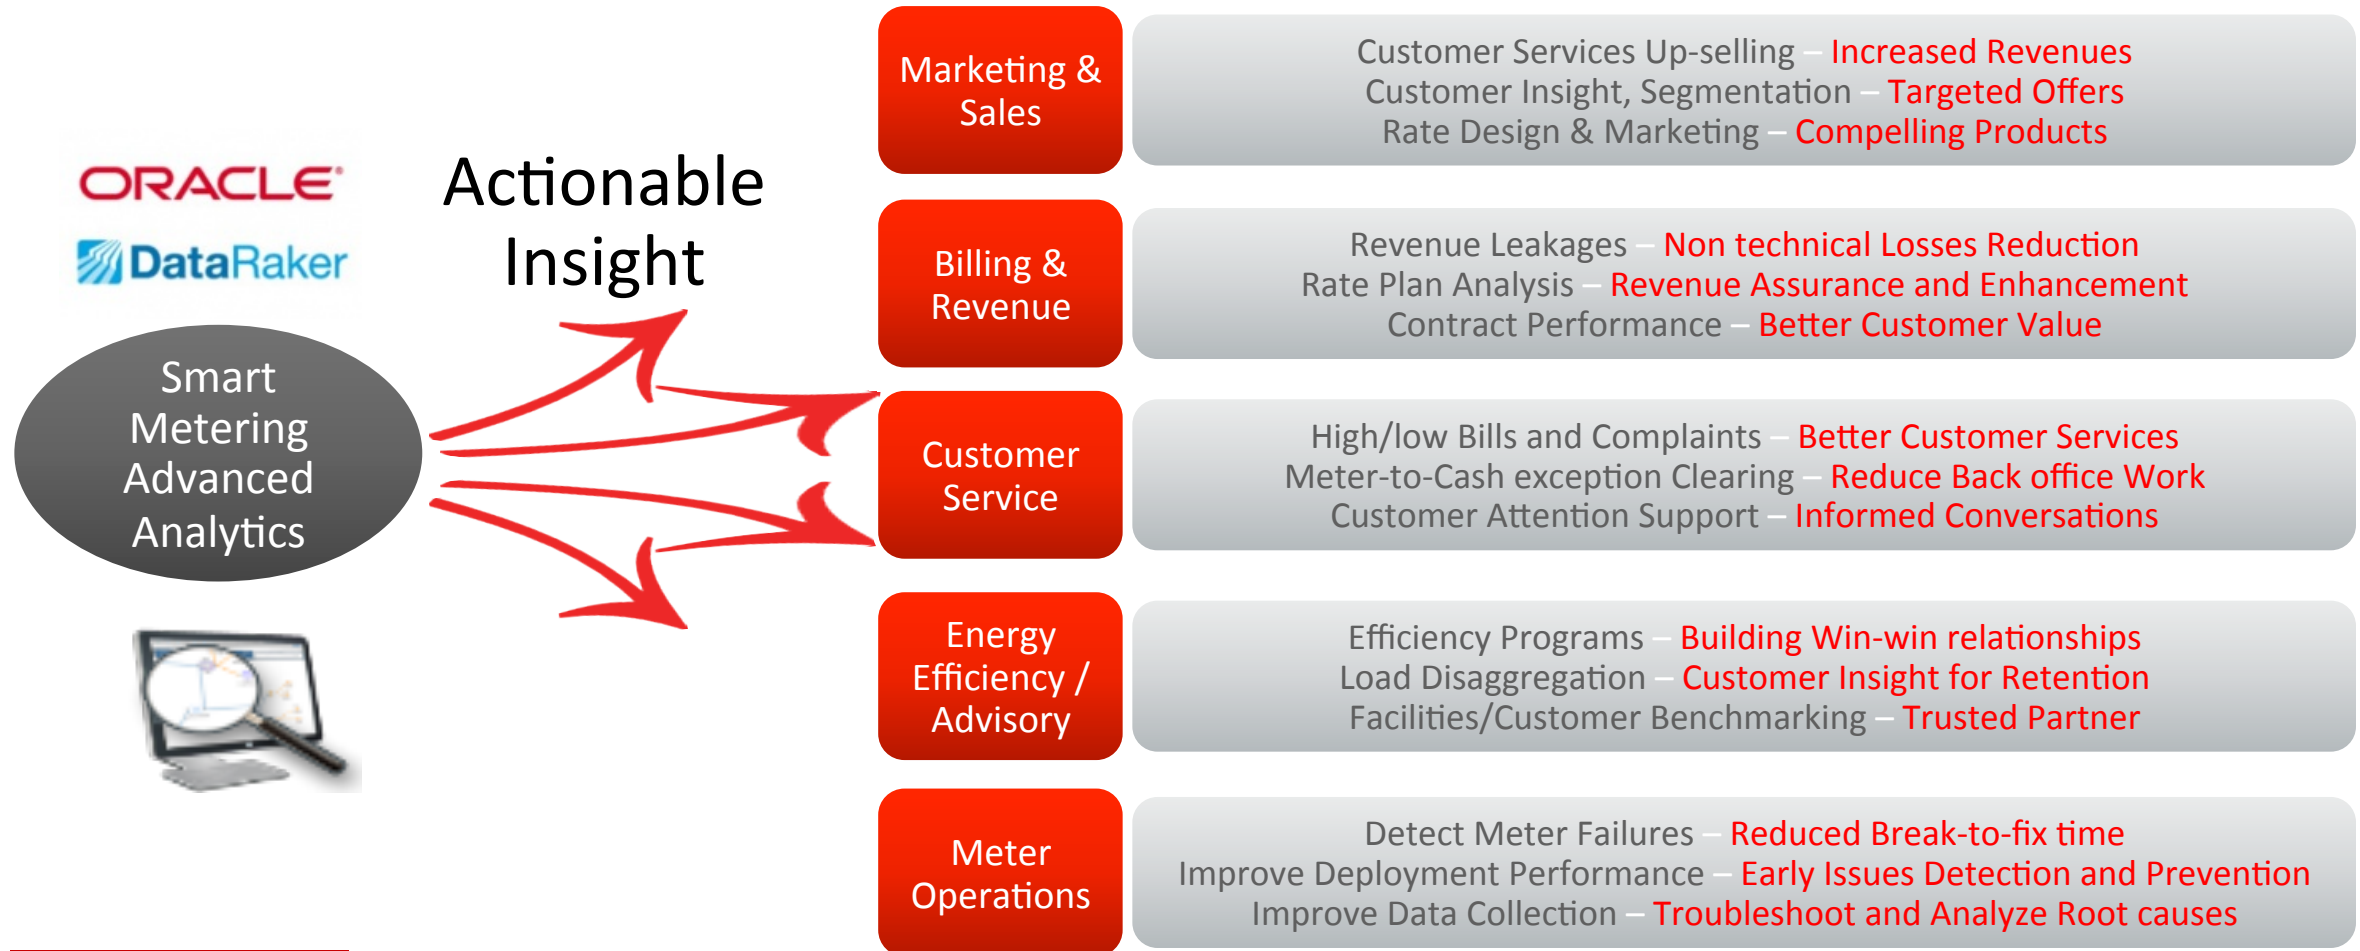 ORACLE®
DataRaker
Smart
Metering
Advanced
Analytics
Actionable
Insight
Marketing &
Sales
Customer Services Up-selling – Increased Revenues
Customer Insight, Segmentation – Targeted Offers
Rate Design & Marketing – Compelling Products
Billing &
Revenue
Revenue Leakages – Non technical Losses Reduction
Rate Plan Analysis – Revenue Assurance and Enhancement
Contract Performance – Better Customer Value
Customer
Service
High/low Bills and Complaints – Better Customer Services
Meter-to-Cash exception Clearing – Reduce Back office Work
Customer Attention Support – Informed Conversations
Energy
Efficiency /
Advisory
Efficiency Programs – Building Win-win relationships
Load Disaggregation – Customer Insight for Retention
Facilities/Customer Benchmarking – Trusted Partner
Meter
Operations
Detect Meter Failures – Reduced Break-to-fix time
Improve Deployment Performance – Early Issues Detection and Prevention
Improve Data Collection – Troubleshoot and Analyze Root causes